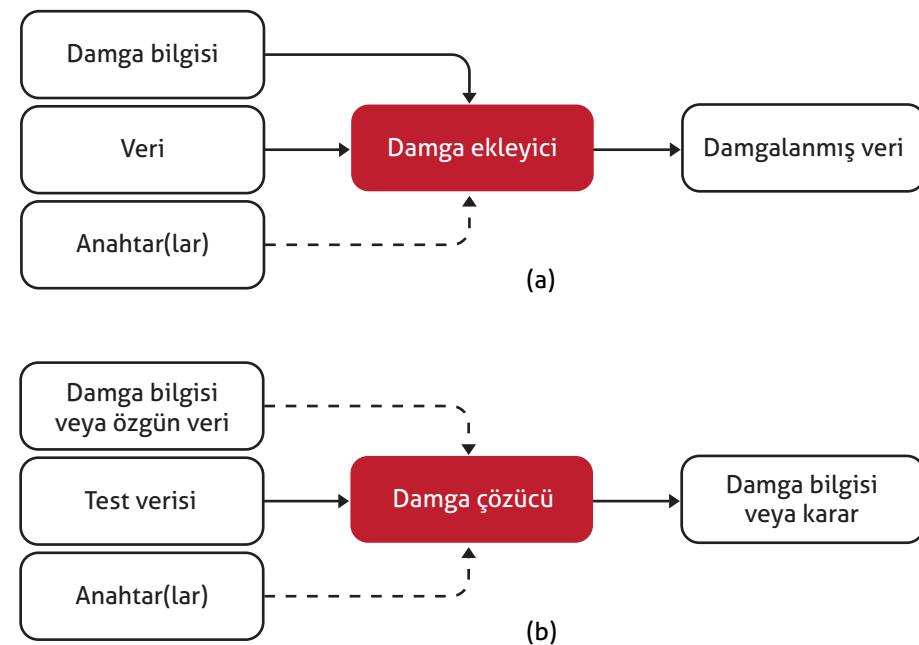 Damga bilgisi
Veri
Anahtar(lar)
Damga ekleyici
Damgalanmış veri
(a)
Damga bilgisi
veya özgün veri
Test verisi
Anahtar(lar)
Damga çözücü
Damga bilgisi
veya karar
(b)